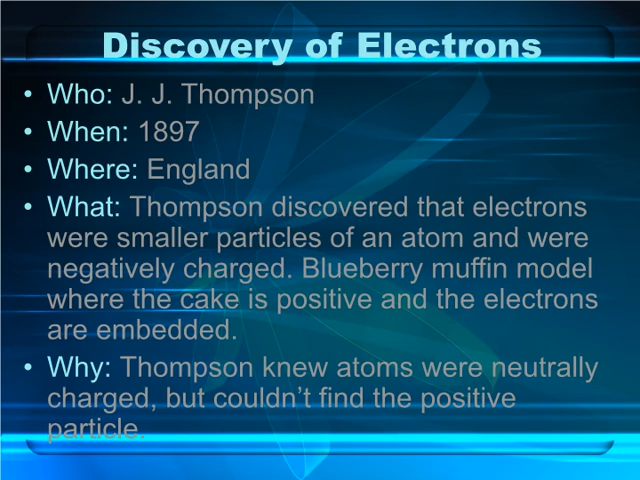 Discovery of Electrons
• Who: J. J. Thompson
• When: 1897
• Where: England
• What: Thompson discovered that electrons
were smaller particles of an atom and were
negatively charged. Blueberry muffin model
where the cake is positive and the electrons
are embedded.
• Why: Thompson knew atoms were neutrally
charged, but couldn’t find the positive
particle.